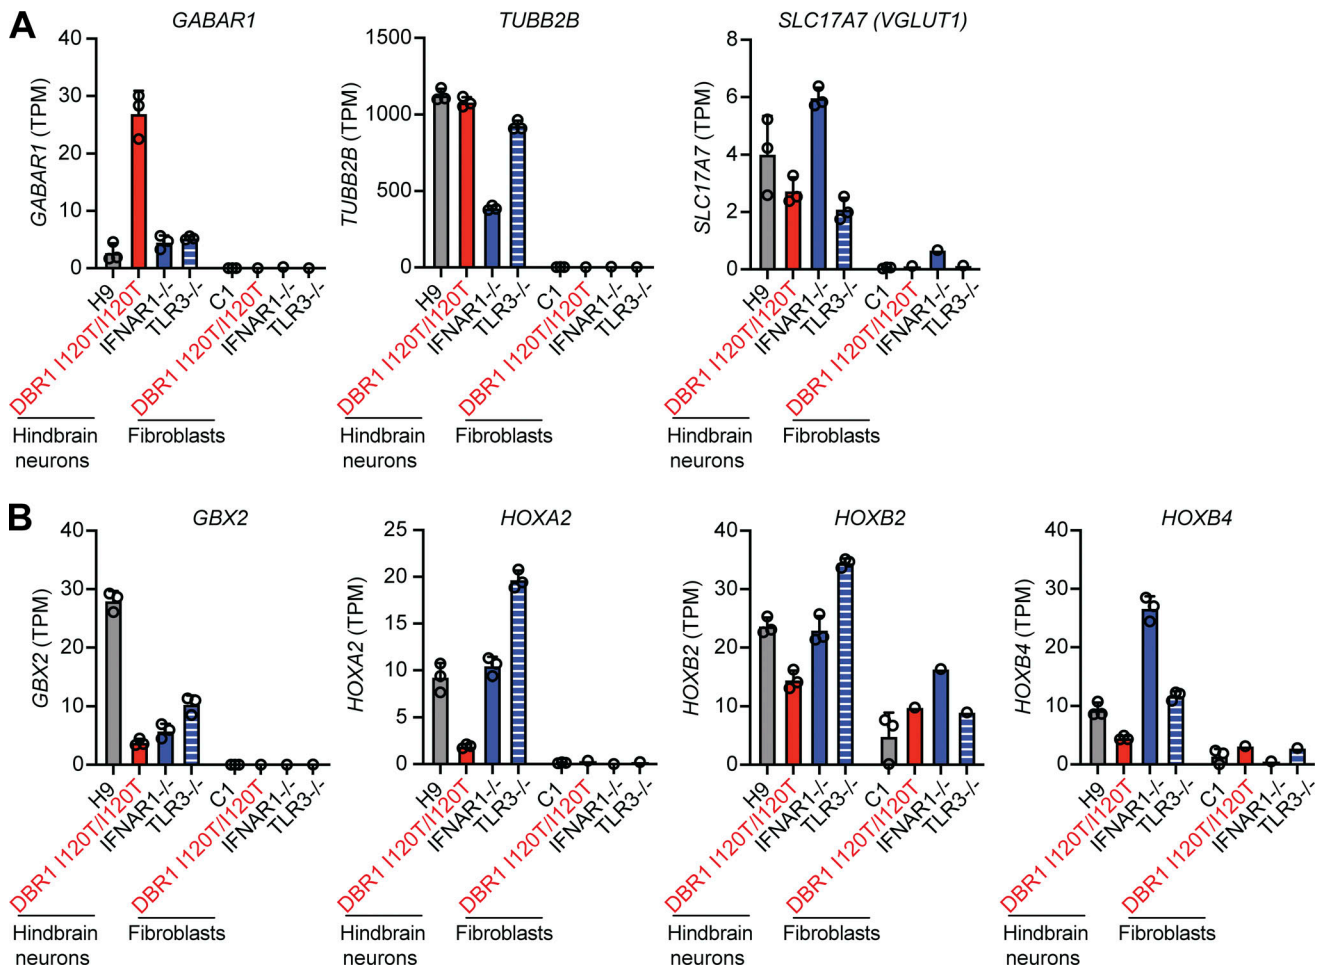 A
GABAR1
GABAR1 (TPM)
40
30
20
10
0
H9
DBR1 I120T/I120T
IFNAR1-/-
TLR3-/-
C1
DBR1 I120T/I120T
IFNAR1-/-
TLR3-/-
Hindbrain
neurons
Fibroblasts
TUBB2B
TUBB2B (TPM)
1500
1000
500
0
H9
DBR1 I120T/I120T
IFNAR1-/-
TLR3-/-
C1
DBR1 I120T/I120T
IFNAR1-/-
TLR3-/-
Hindbrain
neurons
Fibroblasts
SLC17A7 (VGLUT1)
SLC17A7 (TPM)
8
6
4
2
0
H9
DBR1 I120T/I120T
IFNAR1-/-
TLR3-/-
C1
DBR1 I120T/I120T
IFNAR1-/-
TLR3-/-
Hindbrain
neurons
Fibroblasts
B
GBX2
GBX2 (TPM)
40
30
20
10
0
H9
DBR1 I120T/I120T
IFNAR1-/-
TLR3-/-
C1
DBR1 I120T/I120T
IFNAR1-/-
TLR3-/-
Hindbrain
neurons
Fibroblasts
HOXA2
HOXA2 (TPM)
25
20
15
10
5
0
H9
DBR1 I120T/I120T
IFNAR1-/-
TLR3-/-
C1
DBR1 I120T/I120T
IFNAR1-/-
TLR3-/-
Hindbrain
neurons
Fibroblasts
HOXB2
HOXB2 (TPM)
40
30
20
10
0
H9
DBR1 I120T/I120T
IFNAR1-/-
TLR3-/-
C1
DBR1 I120T/I120T
IFNAR1-/-
TLR3-/-
Hindbrain
neurons
Fibroblasts
HOXB4
HOXB4 (TPM)
40
30
20
10
0
H9
DBR1 I120T/I120T
IFNAR1-/-
TLR3-/-
C1
DBR1 I120T/I120T
IFNAR1-/-
TLR3-/-
Hindbrain
neurons
Fibroblasts